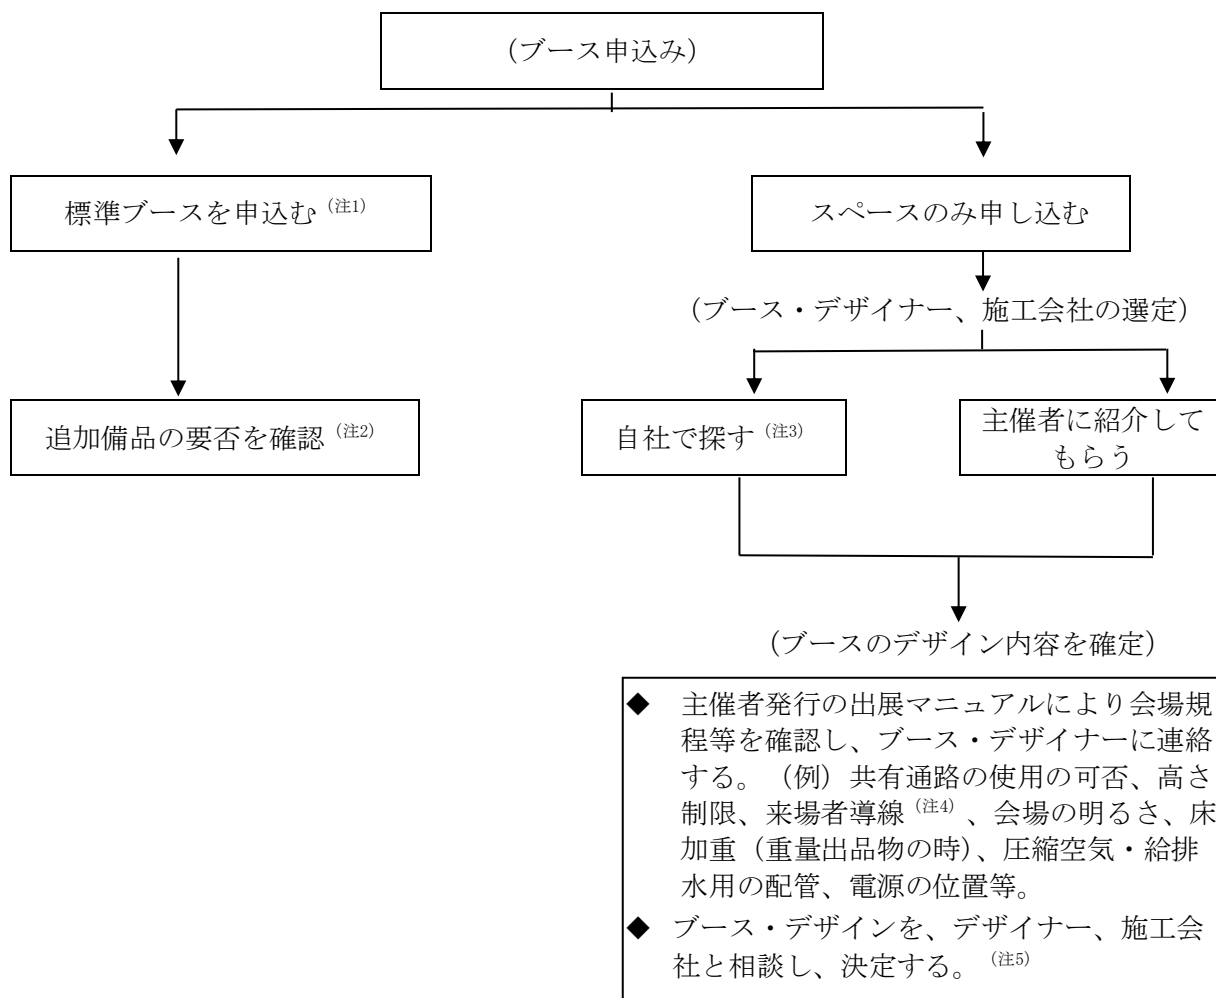 （ブース申込み）
標準ブースを申込む（注1）
スペースのみ申し込む
（ブース・デザイナー、施工会社の選定）
追加備品の要否を確認（注2）
自社で探す（注3）
主催者に紹介して
もらう
（ブースのデザイン内容を確定）
◆ 主催者発行の出展マニュアルにより会場規
程等を確認し、ブース・デザイナーに連絡
する。（例）共有通路の使用の可否、高さ
制限、来場者導線（注4）、会場の明るさ、床
加重（重量出品物の時）、圧縮空気・給排
水用の配管、電源の位置等。
◆ ブース・デザインを、デザイナー、施工会
社と相談し、決定する。（注5）